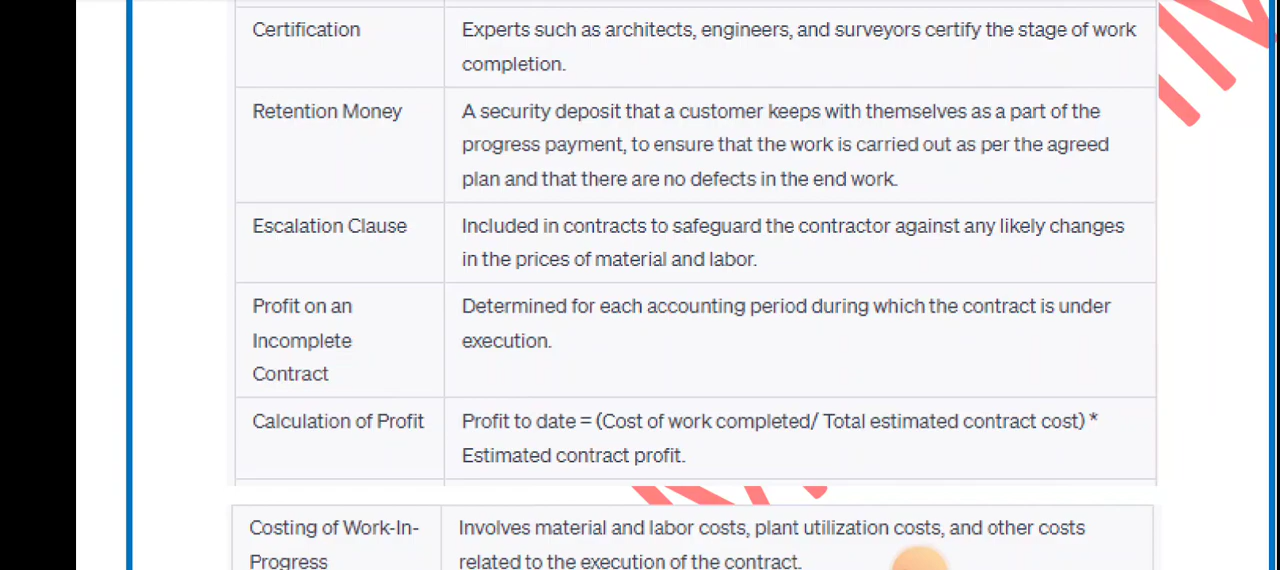 Certification
Experts such as architects, engineers, and surveyors certify the stage of work
completion.
Retention Money
A security deposit that a customer keeps with themselves as a part of the
progress payment, to ensure that the work is carried out as per the agreed
plan and that there are no defects in the end work.
Escalation Clause
Included in contracts to safeguard the contractor against any likely changes
in the prices of material and labor.
Profit on an
Incomplete
Contract
Determined for each accounting period during which the contract is under
execution.
Calculation of Profit
Profit to date = (Cost of work completed/ Total estimated contract cost) *
Estimated contract profit.
Costing of Work-In-
Progress
Involves material and labor costs, plant utilization costs, and other costs
related to the execution of the contract.